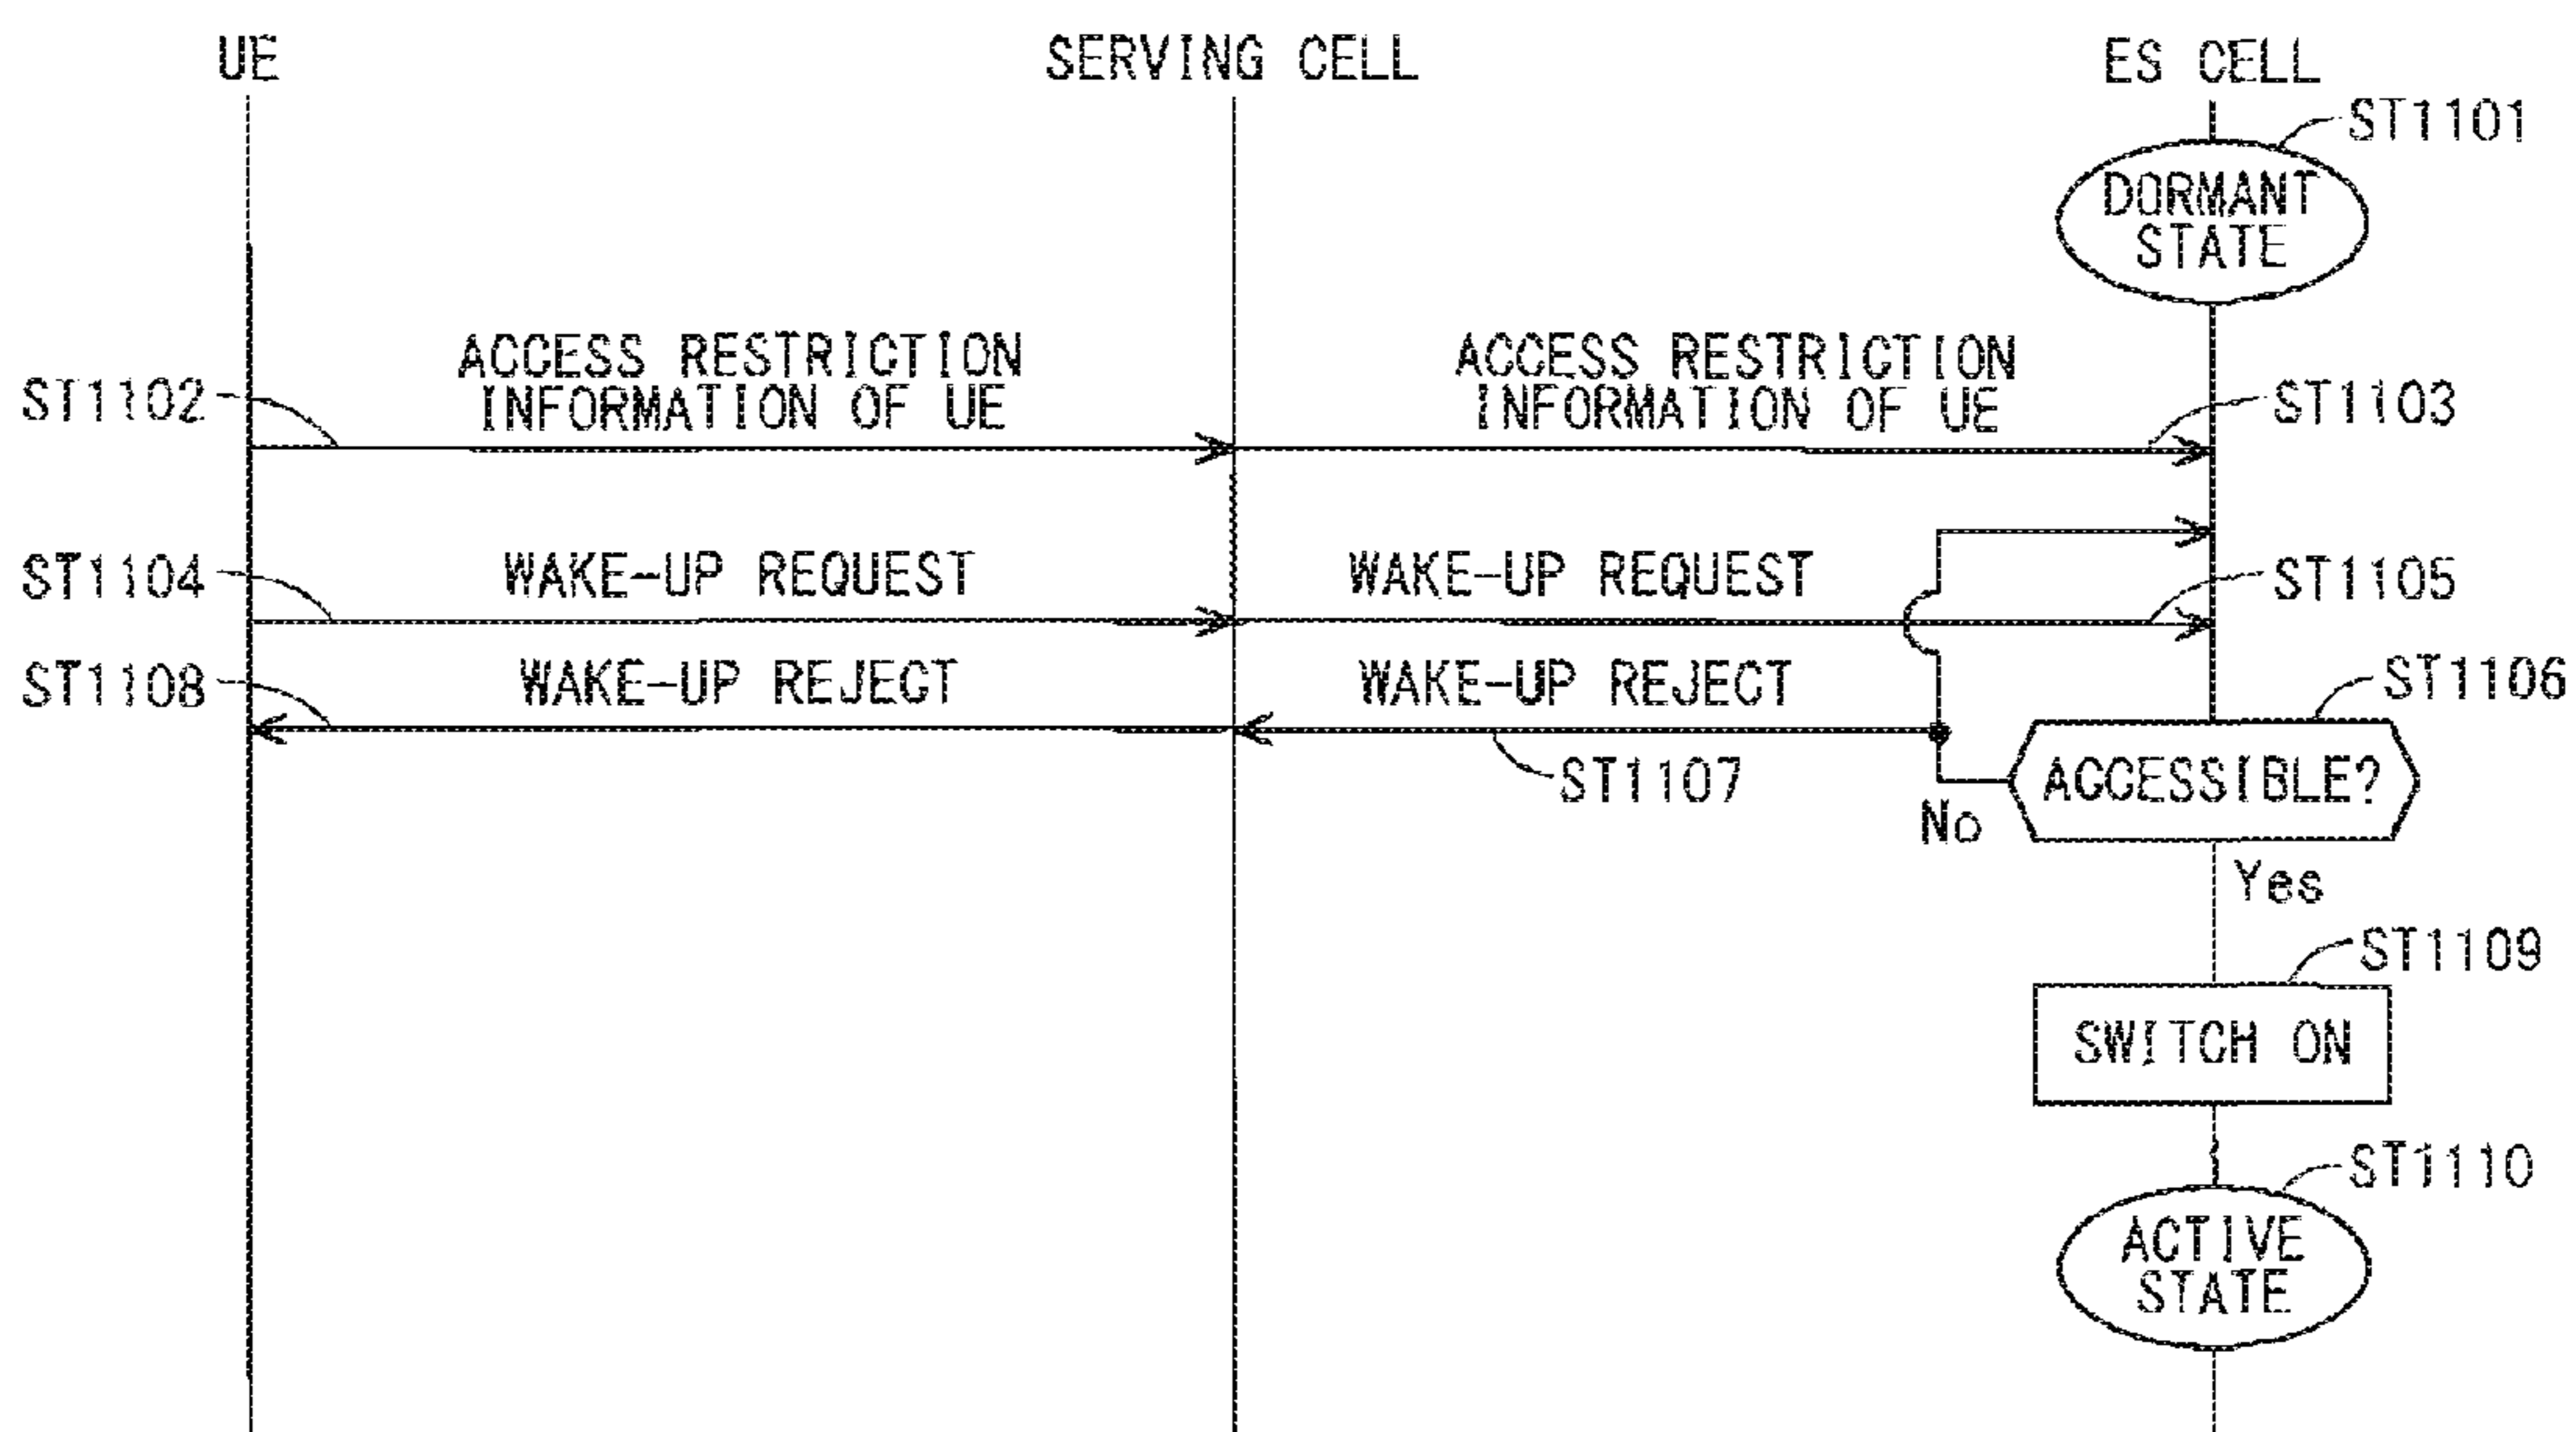 UE
SERVING CELL
ES CELL
ST1101
DORMANT
STATE
ACCESS RESTRICTION
INFORMATION OF UE
ACCESS RESTRICTION
INFORMATION OF UE
ST1102
ST1103
ST1104
WAKE-UP REQUEST
WAKE-UP REQUEST
ST1105
ST1108
WAKE-UP REJECT
WAKE-UP REJECT
ST1106
ST1107
ACCESSIBLE?
No
Yes
ST1109
SWITCH ON
ST1110
ACTIVE
STATE